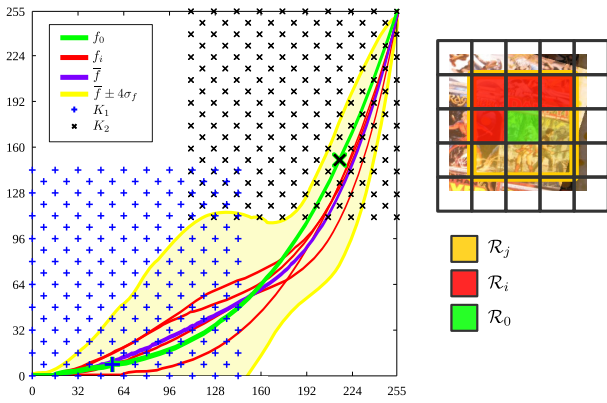 255
224
192
160
128
96
64
32
0
0 32 64 96 128 160 192 224 255
f₀
fᵢ
f̅
f̅ ± 4σ_f
K₁
K₂
ℛⱼ
ℛᵢ
ℛ₀